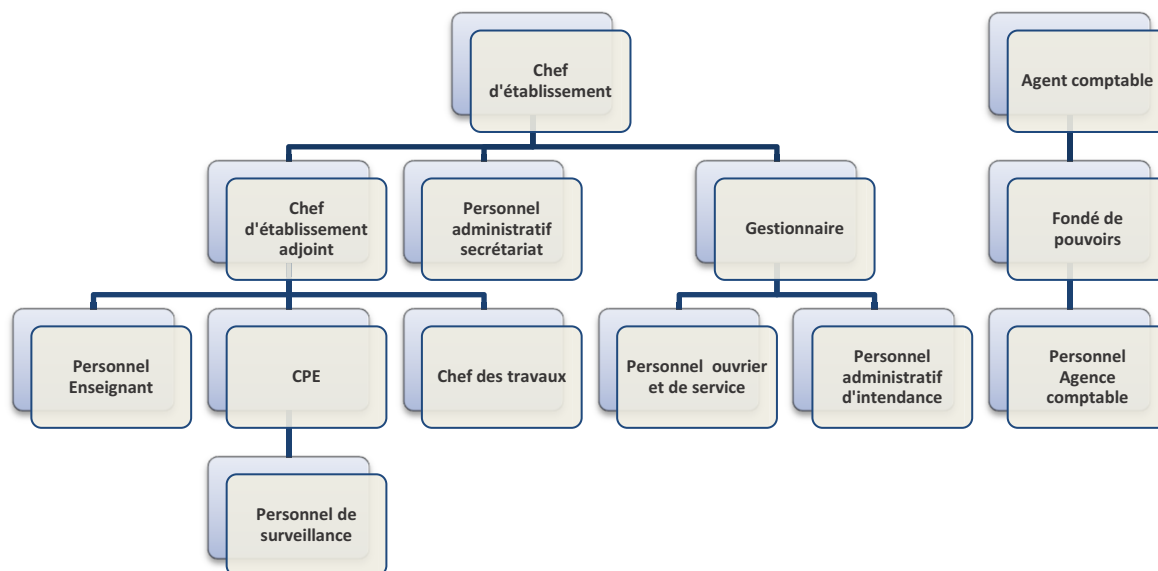 Chef
d'établissement
Agent comptable
Chef
d'établissement
adjoint
Personnel
administratif
secrétariat
Gestionnaire
Fondé de
pouvoirs
Personnel
Enseignant
CPE
Chef des travaux
Personnel ouvrier
et de service
Personnel
administratif
d'intendance
Personnel
Agence
comptable
Personnel de
surveillance